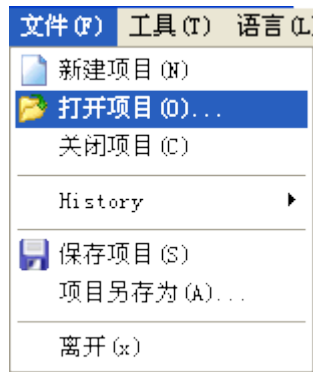 文件(F) 工具(T) 语言(L
新建项目(N)
打开项目(O)...
关闭项目(C)
History
保存项目(S)
项目另存为(A)...
离开(x)